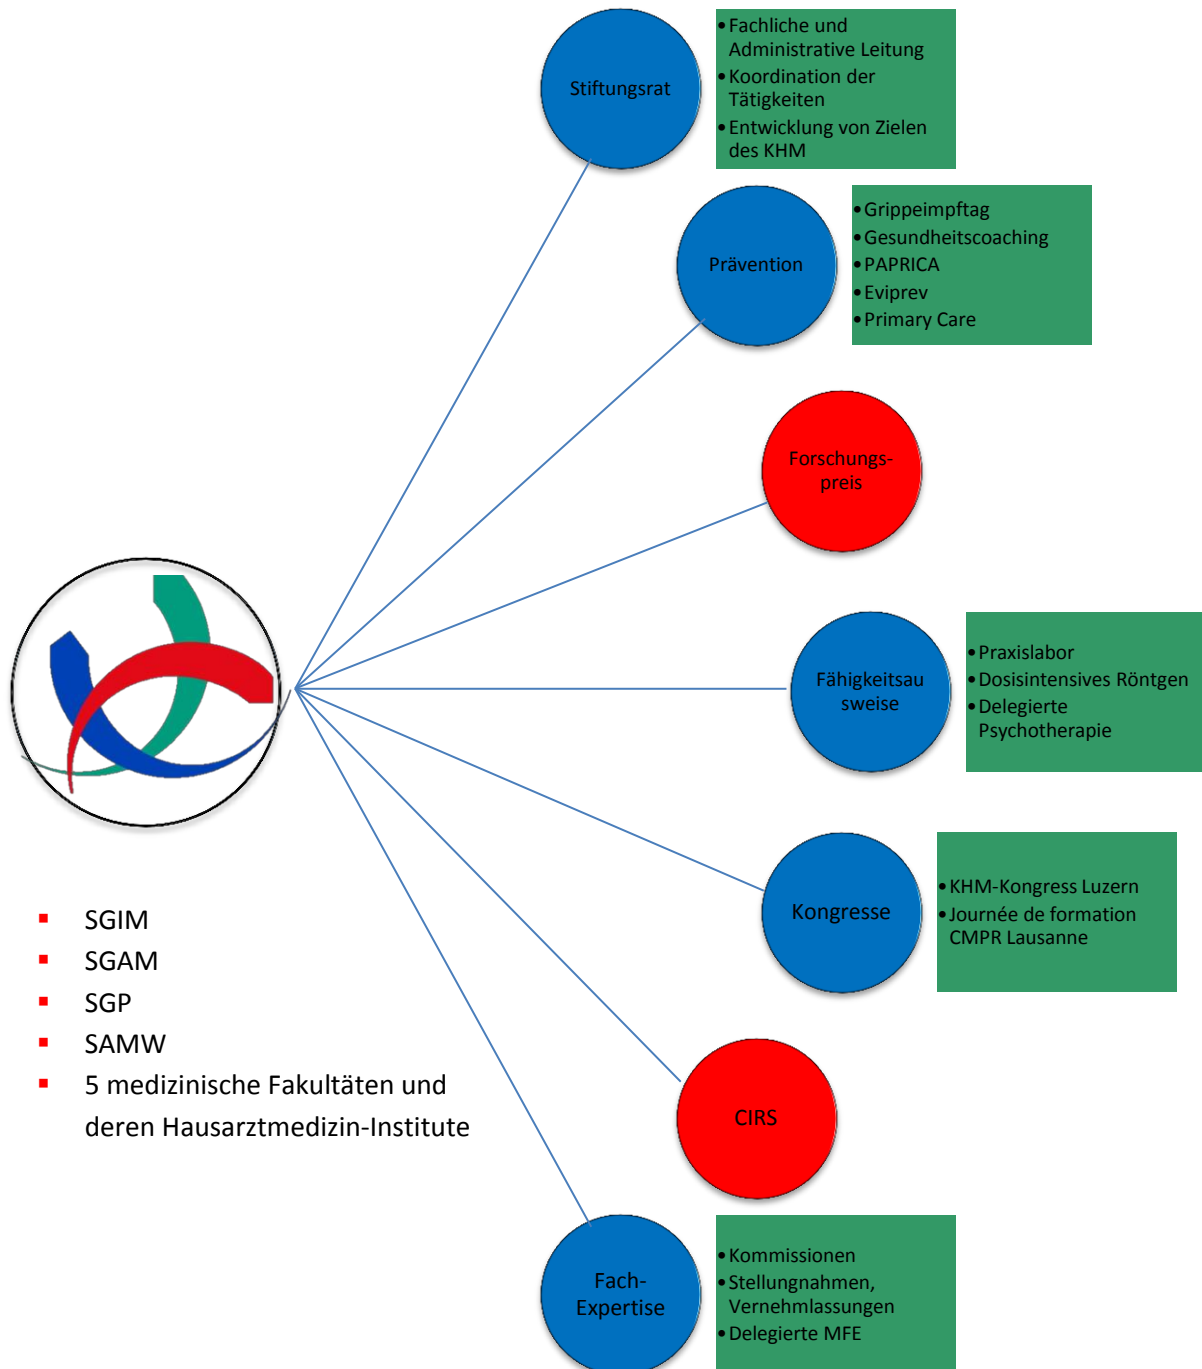 Stiftungsrat
• Fachliche und
Administrative Leitung
• Koordination der
Tätigkeiten
• Entwicklung von Zielen
des KHM
Prävention
• Grippeimpftag
• Gesundheitscoaching
• PAPRICA
• Eviprev
• Primary Care
Forschungs-
preis
Fähigkeitsau
sweise
• Praxislabor
• Dosisintensives Röntgen
• Delegierte
Psychotherapie
Kongresse
• KHM-Kongress Luzern
• Journée de formation
CMPR Lausanne
▪ SGIM
▪ SGAM
▪ SGP
▪ SAMW
▪ 5 medizinische Fakultäten und
deren Hausarztmedizin-Institute
CIRS
Fach-
Expertise
• Kommissionen
• Stellungnahmen,
Vernehmlassungen
• Delegierte MFE